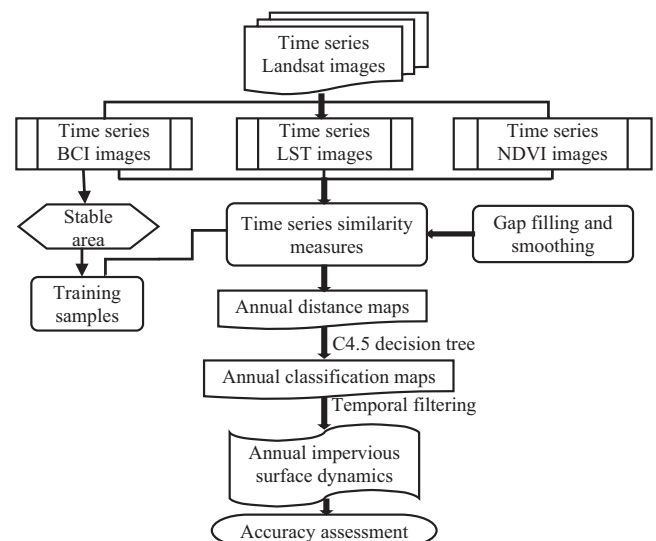 Time series
Landsat images
Time series
BCI images
Time series
LST images
Time series
NDVI images
Stable
area
Time series similarity
measures
Gap filling and
smoothing
Training
samples
Annual distance maps
C4.5 decision tree
Annual classification maps
Temporal filtering
Annual impervious
surface dynamics
Accuracy assessment